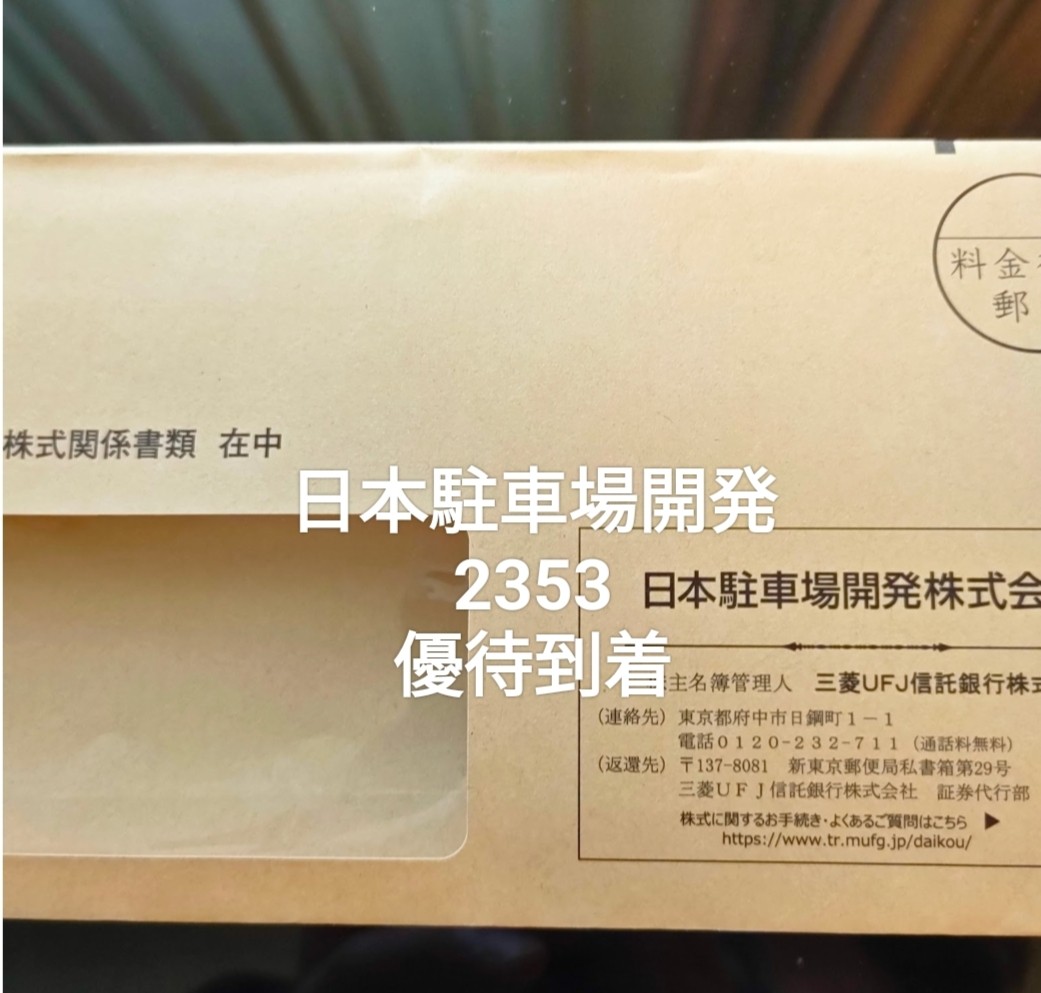 料金
郵
株式関係書類 在中
日本駐車場開発
2353
優待到着
日本駐車場開発株式会
主名簿管理人 三菱UFJ信託銀行株式
(連絡先) 東京都府中市日鋼町1-1
電話0120-232-711 (通話料無料)
(返還先) 〒137-8081 新東京郵便局私書箱第29号
三菱UFJ信託銀行株式会社 証券代行部
株式に関するお手続き・よくあるご質問はこちら ▶
https://www.tr.mufg.jp/daikou/